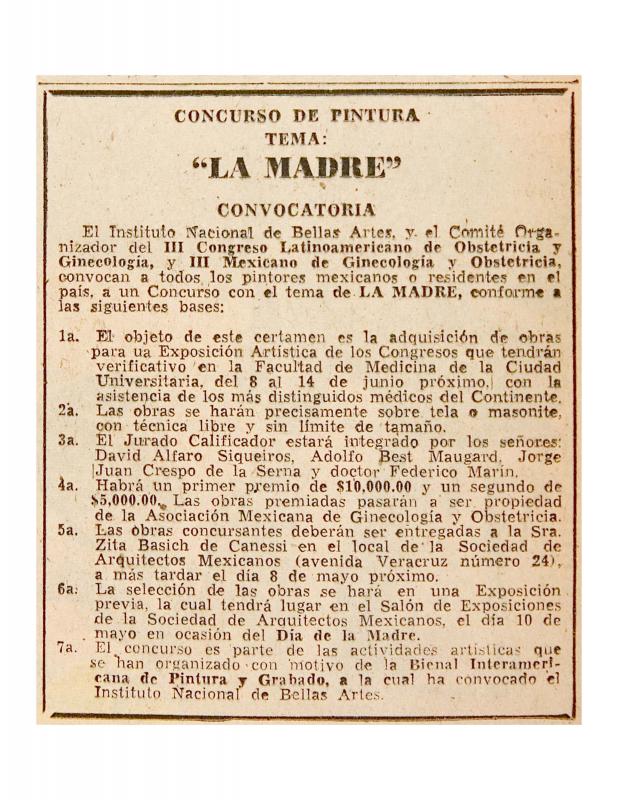 CONCURSO DE PINTURA
TEMA:
“LA MADRE”
CONVOCATORIA
El Instituto Nacional de Bellas Artes, y el Comité Orga-
nizador del III Congreso Latinoamericano de Obstetricia y
Ginecología, y III Mexicano de Ginecología y Obstetricia,
convocan a todos los pintores mexicanos o residentes en el
país, a un Concurso con el tema de LA MADRE, conforme a
las siguientes bases:
1a. El objeto de este certamen es la adquisición de obras
para ua Exposición Artística de los Congresos que tendrán
verificativo en la Facultad de Medicina de la Ciudad
Universitaria, del 8 al 14 de junio próximo, con la
asistencia de los más distinguidos médicos del Continente.
2a. Las obras se harán precisamente sobre tela o masonite,
con técnica libre y sin límite de tamaño.
3a. El Jurado Calificador estará integrado por los señores:
David Alfaro Siqueiros, Adolfo Best Maugard, Jorge
Juan Crespo de la Serna y doctor Federico Marín.
4a. Habrá un primer premio de $10,000.00 y un segundo de
$5,000.00. Las obras premiadas pasarán a ser propiedad
de la Asociación Mexicana de Ginecología y Obstetricia.
5a. Las obras concursantes deberán ser entregadas a la Sra.
Zita Basich de Canessi en el local de la Sociedad de
Arquitectos Mexicanos (avenida Veracruz número 24),
a más tardar el día 8 de mayo próximo.
6a. La selección de las obras se hará en una Exposición
previa, la cual tendrá lugar en el Salón de Exposiciones
de la Sociedad de Arquitectos Mexicanos, el día 10 de
mayo en ocasión del Día de la Madre.
7a. El concurso es parte de las actividades artísticas que
se han organizado con motivo de la Bienal Interameri-
cana de Pintura y Grabado, a la cual ha convocado el
Instituto Nacional de Bellas Artes.